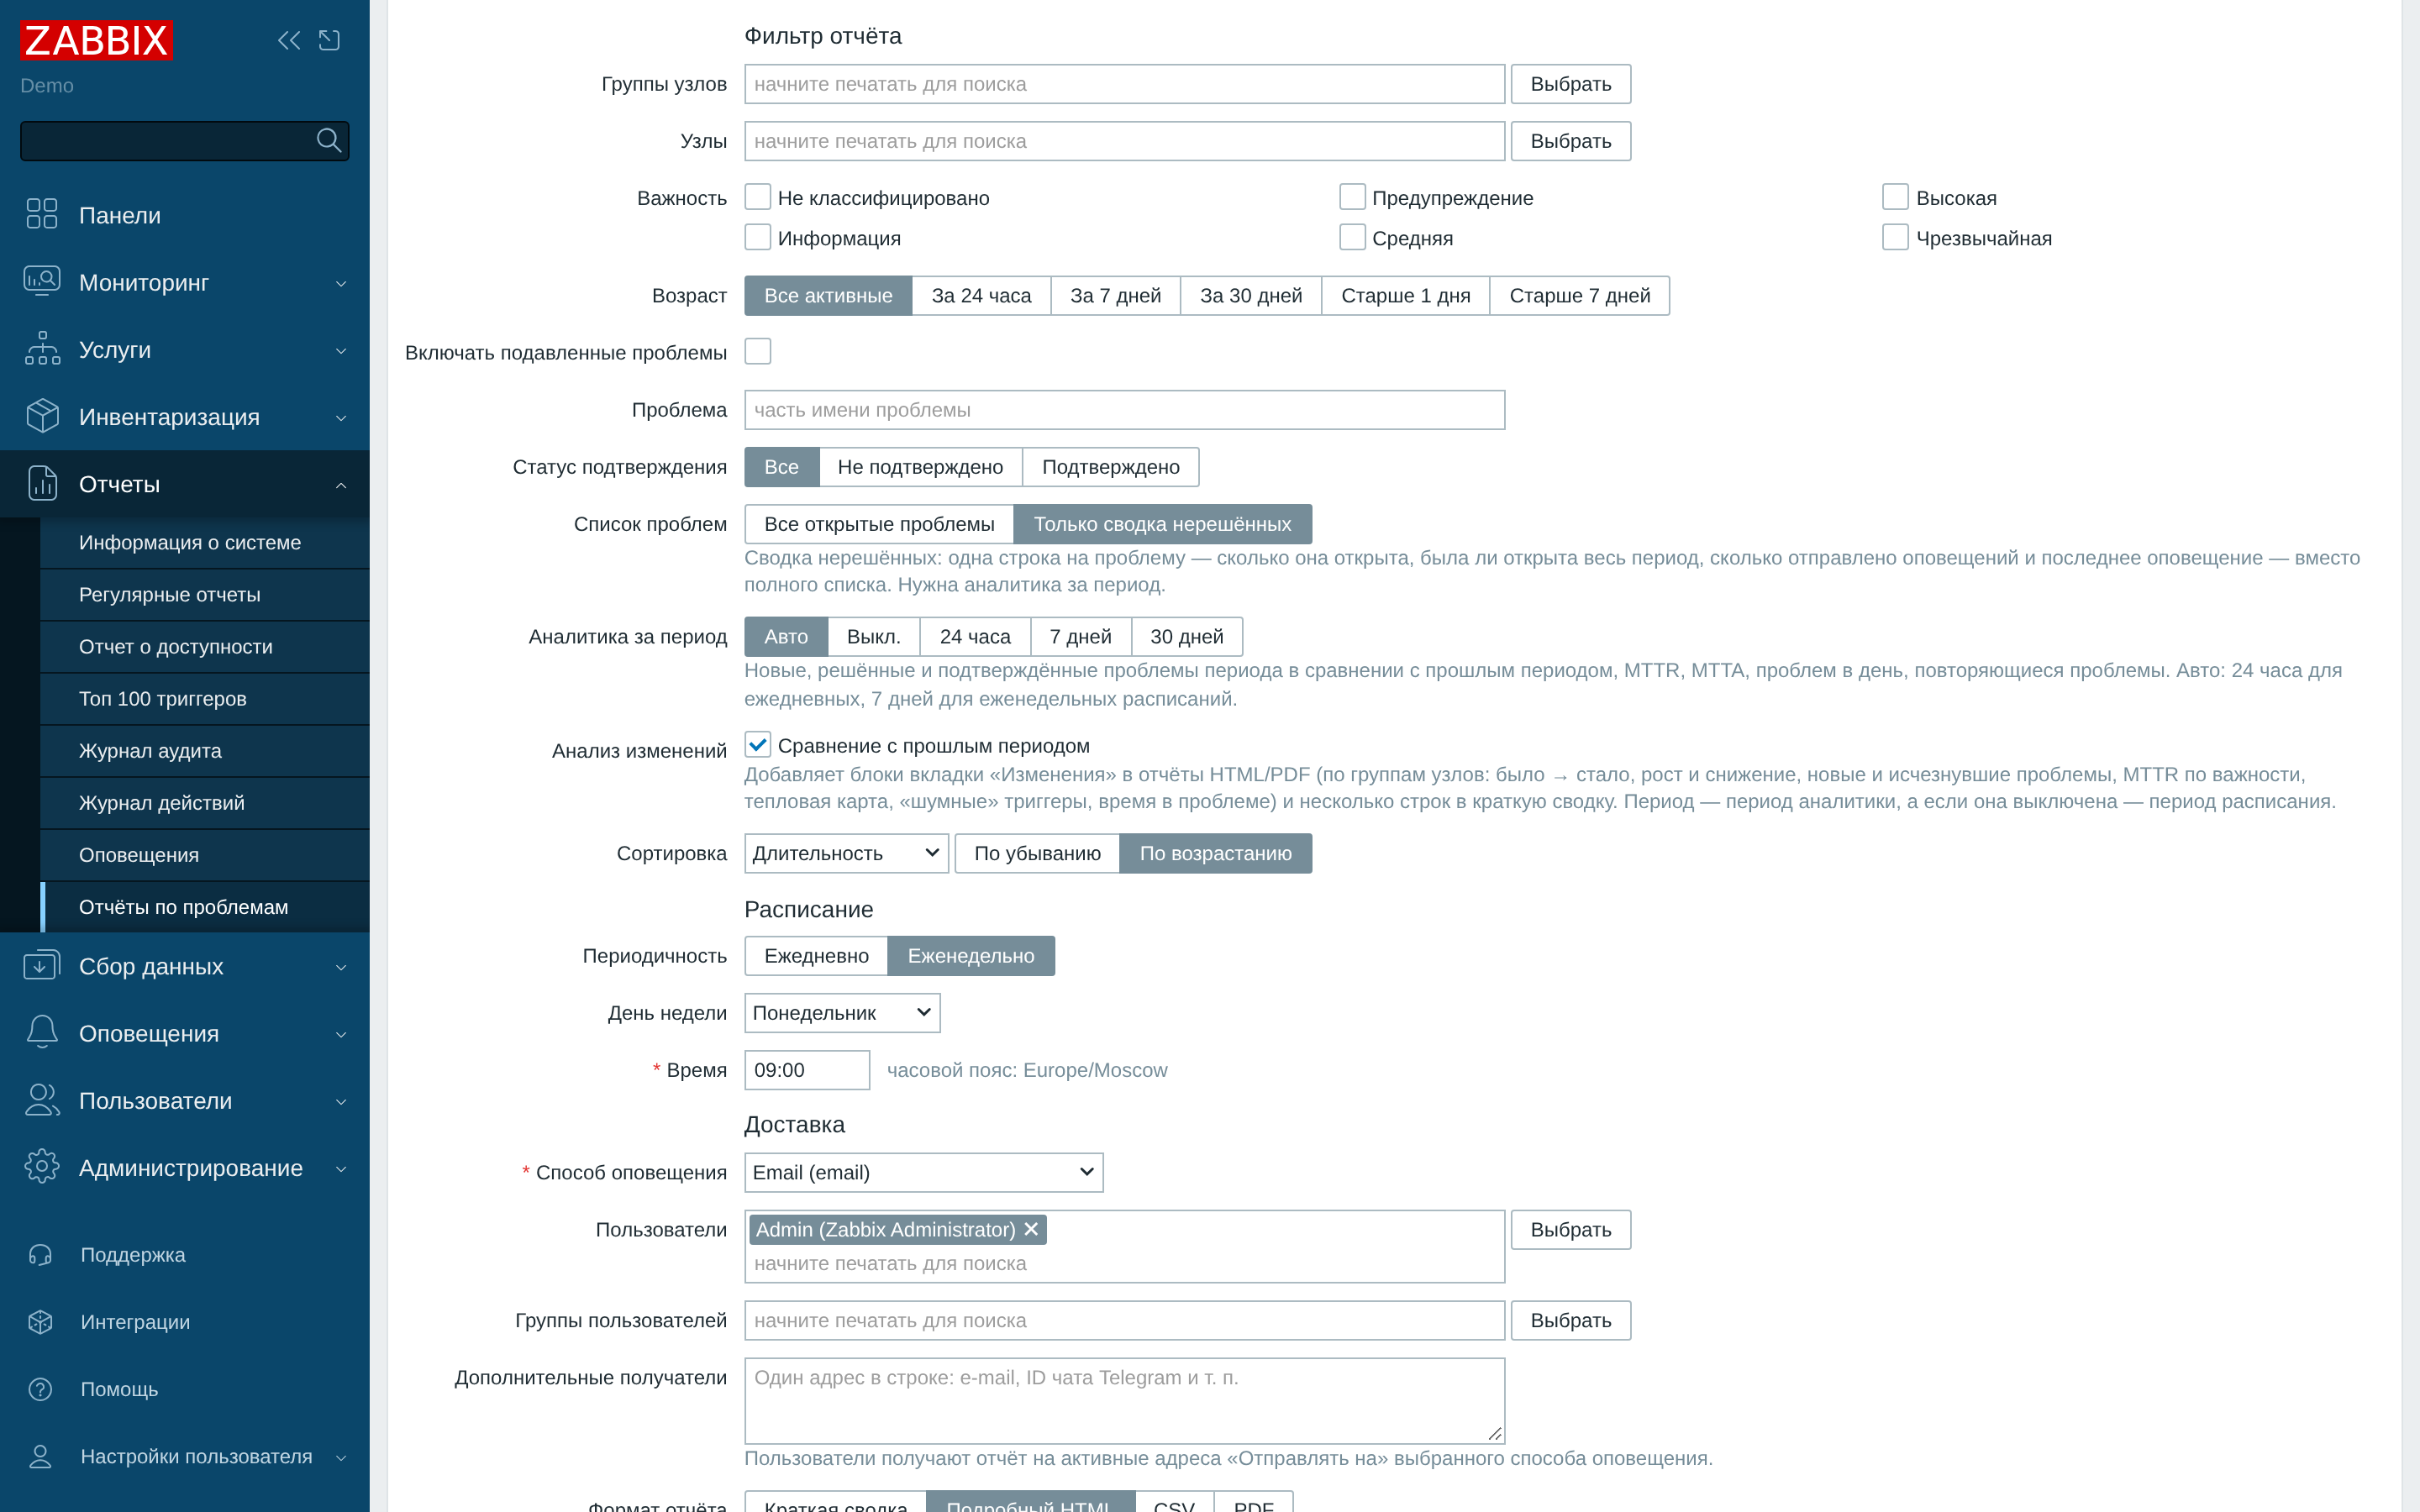 ZABBIX
Demo
Панели
Мониторинг
Услуги
Инвентаризация
Отчеты
Информация о системе
Регулярные отчеты
Отчет о доступности
Топ 100 триггеров
Журнал аудита
Журнал действий
Оповещения
Отчёты по проблемам
Сбор данных
Оповещения
Пользователи
Администрирование
Поддержка
Интеграции
Помощь
Настройки пользователя
Фильтр отчёта
Группы узлов начните печатать для поиска Выбрать
Узлы начните печатать для поиска Выбрать
Важность Не классифицировано Предупреждение Высокая
Информация Средняя Чрезвычайная
Возраст Все активные За 24 часа За 7 дней За 30 дней Старше 1 дня Старше 7 дней
Включать подавленные проблемы
Проблема часть имени проблемы
Статус подтверждения Все Не подтверждено Подтверждено
Список проблем Все открытые проблемы Только сводка нерешённых
Сводка нерешённых: одна строка на проблему — сколько она открыта, была ли открыта весь период, сколько отправлено оповещений и последнее оповещение — вместо
полного списка. Нужна аналитика за период.
Аналитика за период Авто Выкл. 24 часа 7 дней 30 дней
Новые, решённые и подтверждённые проблемы периода в сравнении с прошлым периодом, MTTR, MTTA, проблем в день, повторяющиеся проблемы. Авто: 24 часа для
ежедневных, 7 дней для еженедельных расписаний.
Анализ изменений Сравнение с прошлым периодом
Добавляет блоки вкладки «Изменения» в отчёты HTML/PDF (по группам узлов: было → стало, рост и снижение, новые и исчезнувшие проблемы, MTTR по важности,
тепловая карта, «шумные» триггеры, время в проблеме) и несколько строк в краткую сводку. Период — период аналитики, а если она выключена — период расписания.
Сортировка Длительность По убыванию По возрастанию
Расписание
Периодичность Ежедневно Еженедельно
День недели Понедельник
* Время 09:00 часовой пояс: Europe/Moscow
Доставка
* Способ оповещения Email (email)
Пользователи Admin (Zabbix Administrator) Выбрать
начните печатать для поиска
Группы пользователей начните печатать для поиска Выбрать
Дополнительные получатели Один адрес в строке: e-mail, ID чата Telegram и т. п.
Пользователи получают отчёт на активные адреса «Отправлять на» выбранного способа оповещения.
Формат отчёта Краткая сводка Подробный HTML CSV PDF